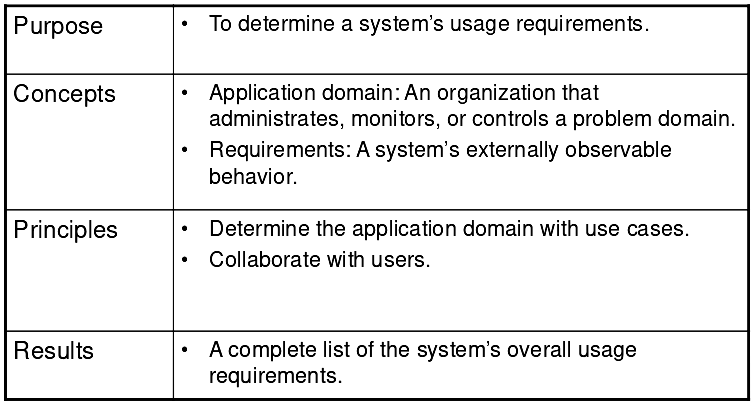 Purpose
• To determine a system's usage requirements.
Concepts
• Application domain: An organization that
administrates, monitors, or controls a problem domain.
• Requirements: A system's externally observable
behavior.
Principles
• Determine the application domain with use cases.
• Collaborate with users.
Results
• A complete list of the system's overall usage
requirements.